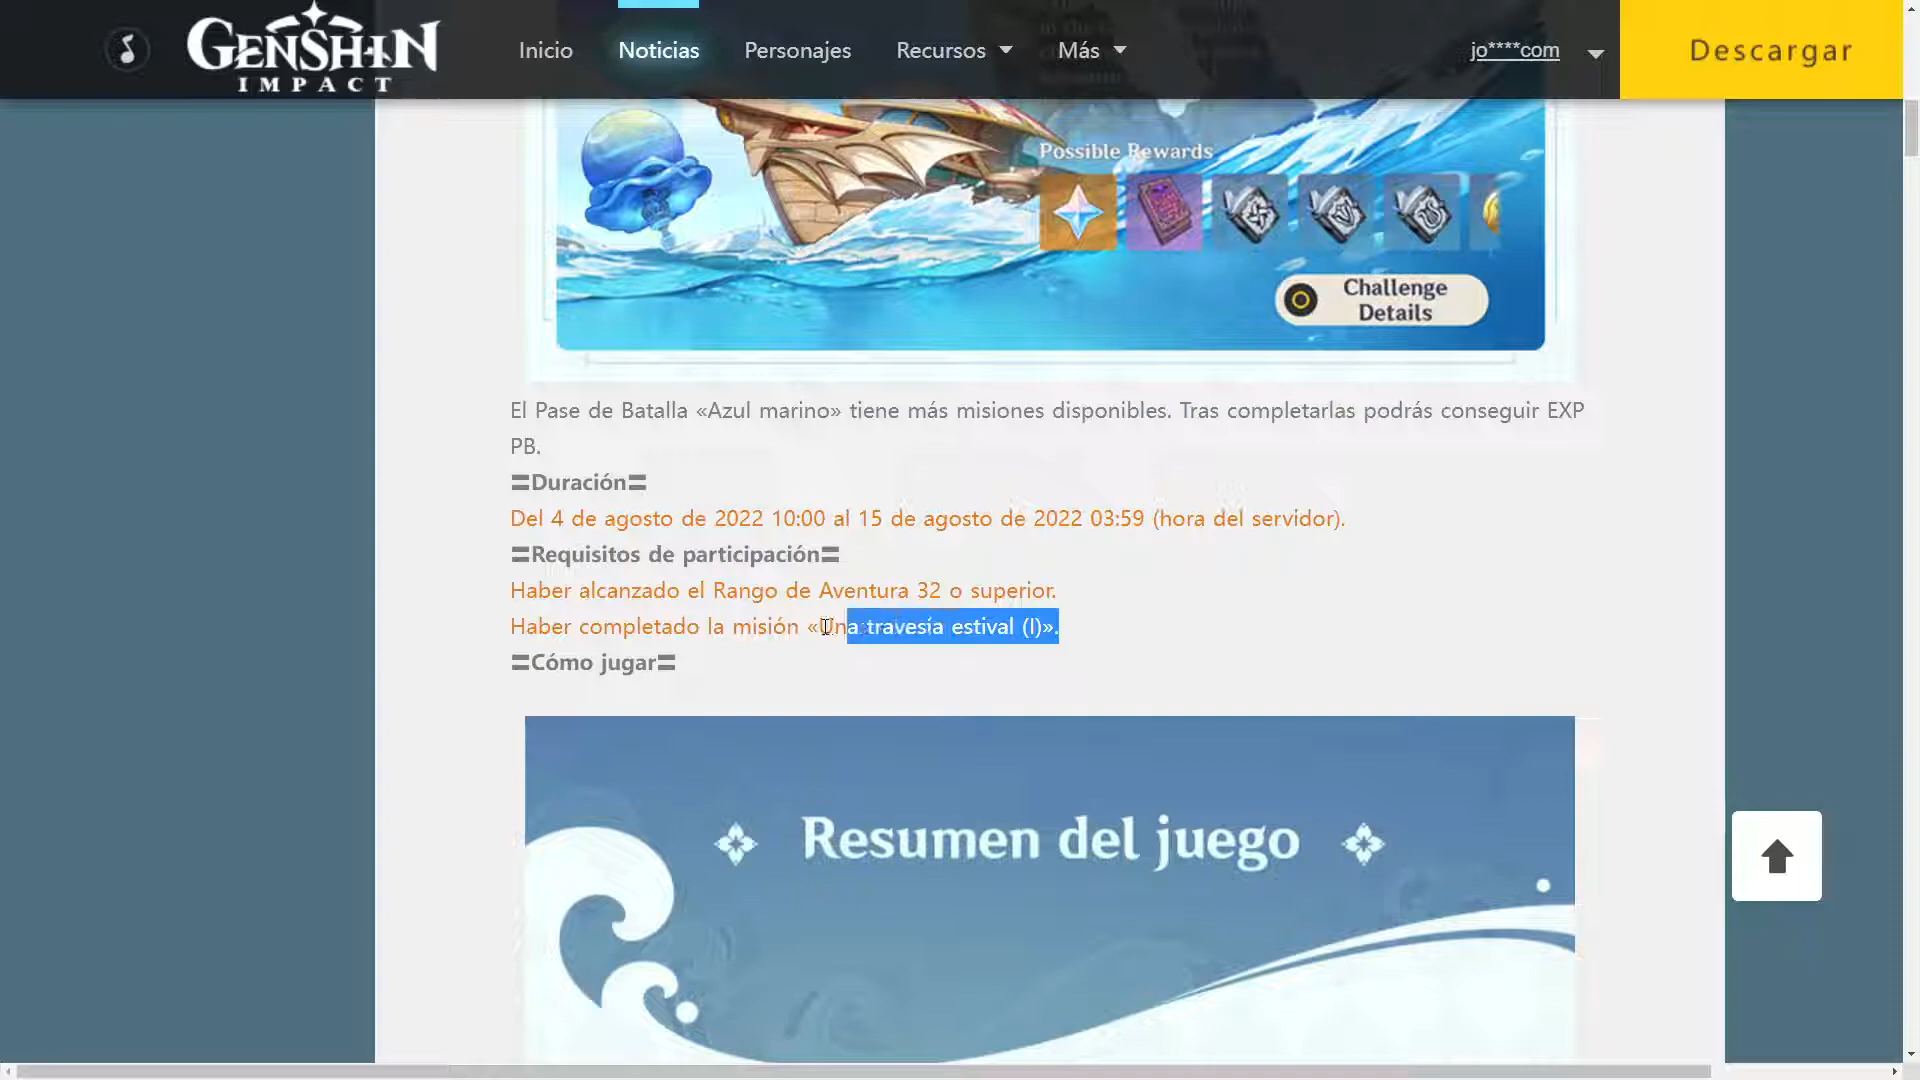 GENSHIN
IMPACT
Inicio
Noticias
Personajes
Recursos
Más
jo****com
Descargar
Possible Rewards
Challenge
Details
El Pase de Batalla «Azul marino» tiene más misiones disponibles. Tras completarlas podrás conseguir EXP
PB.
〓Duración〓
Del 4 de agosto de 2022 10:00 al 15 de agosto de 2022 03:59 (hora del servidor).
〓Requisitos de participación〓
Haber alcanzado el Rango de Aventura 32 o superior.
Haber completado la misión «Una travesía estival (I)».
〓Cómo jugar〓
Resumen del juego